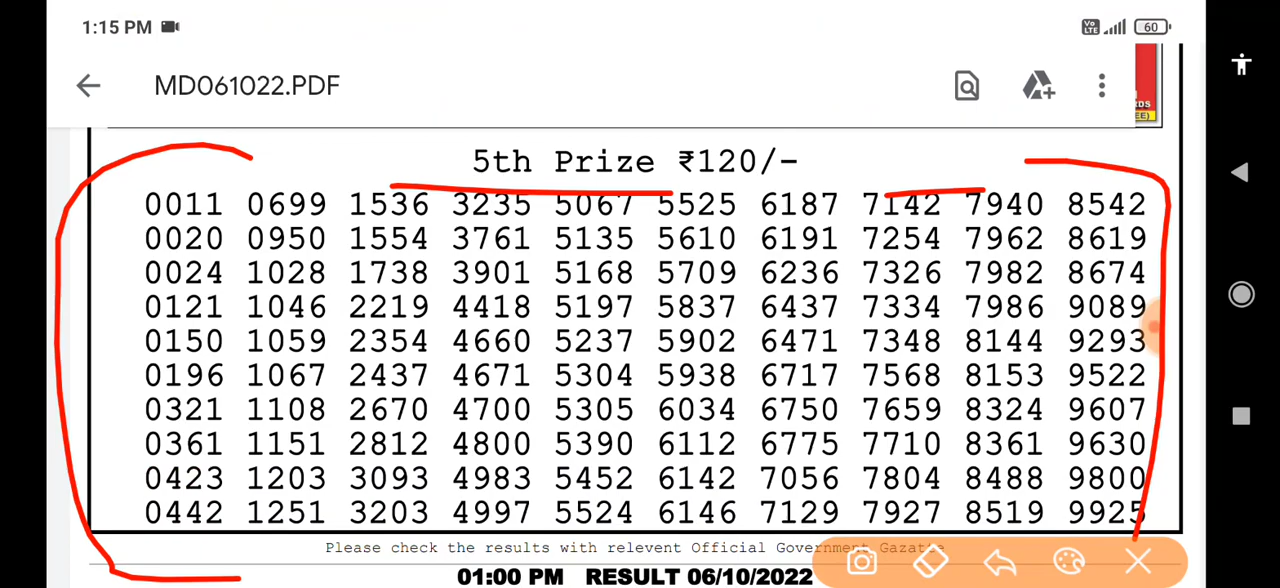 1:15 PM
Vo LTE 60
MD061022.PDF
RDS
EE)
5th Prize ₹120/-
0011 0699 1536 3235 5067 5525 6187 7142 7940 8542
0020 0950 1554 3761 5135 5610 6191 7254 7962 8619
0024 1028 1738 3901 5168 5709 6236 7326 7982 8674
0121 1046 2219 4418 5197 5837 6437 7334 7986 9089
0150 1059 2354 4660 5237 5902 6471 7348 8144 9293
0196 1067 2437 4671 5304 5938 6717 7568 8153 9522
0321 1108 2670 4700 5305 6034 6750 7659 8324 9607
0361 1151 2812 4800 5390 6112 6775 7710 8361 9630
0423 1203 3093 4983 5452 6142 7056 7804 8488 9800
0442 1251 3203 4997 5524 6146 7129 7927 8519 9925
Please check the results with relevent Official Government Gazatte
01:00 PM RESULT 06/10/2022